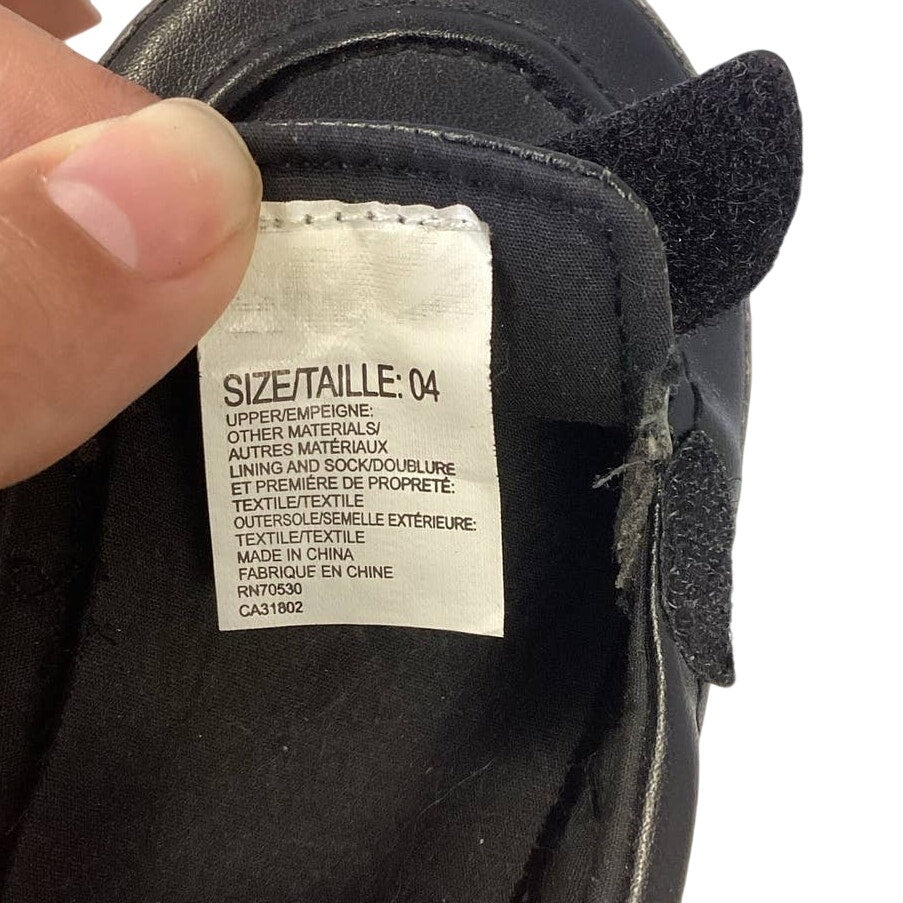 SIZE/TAILLE: 04
UPPER/EMPEIGNE:
OTHER MATERIALS/
AUTRES MATÉRIAUX
LINING AND SOCK/DOUBLURE
ET PREMIÉRE DE PROPRETÉ:
TEXTILE/TEXTILE
OUTERSOLE/SEMELLE EXTÉRIEURE:
TEXTILE/TEXTILE
MADE IN CHINA
FABRIQUE EN CHINE
RN70530
CA31802